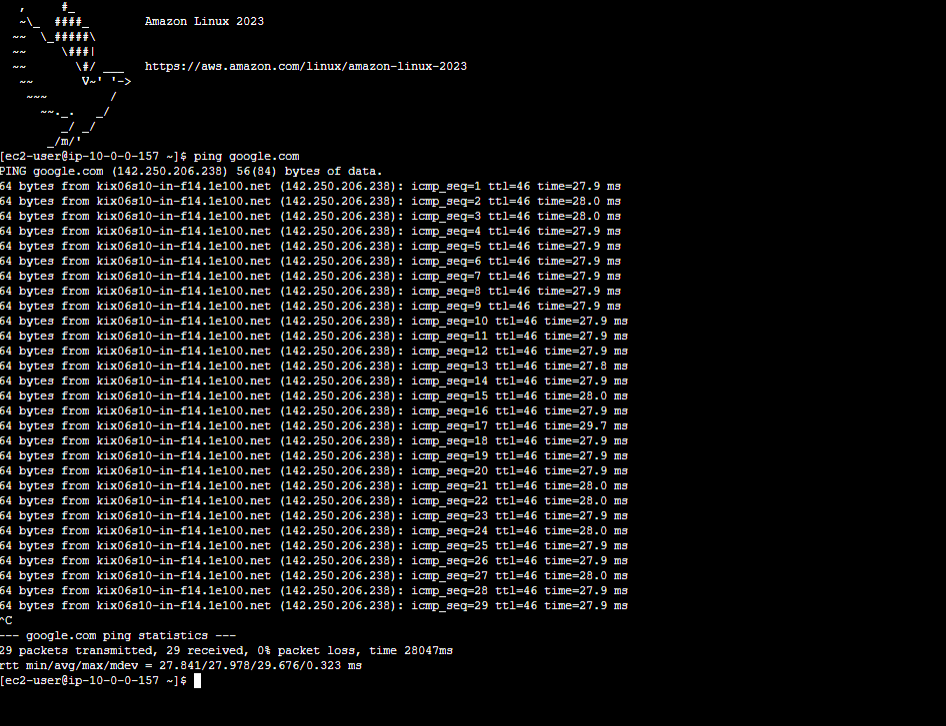 ,     #_
   ~\_  ####_        Amazon Linux 2023
  ~~  \_#####\
  ~~     \###|
  ~~       \#/ ___   https://aws.amazon.com/linux/amazon-linux-2023
   ~~       V~' '->
    ~~~         /
      ~~._.   _/
         _/ _/
       _/m/'
[ec2-user@ip-10-0-0-157 ~]$ ping google.com
PING google.com (142.250.206.238) 56(84) bytes of data.
64 bytes from kix06s10-in-f14.1e100.net (142.250.206.238): icmp_seq=1 ttl=46 time=27.9 ms
64 bytes from kix06s10-in-f14.1e100.net (142.250.206.238): icmp_seq=2 ttl=46 time=28.0 ms
64 bytes from kix06s10-in-f14.1e100.net (142.250.206.238): icmp_seq=3 ttl=46 time=28.0 ms
64 bytes from kix06s10-in-f14.1e100.net (142.250.206.238): icmp_seq=4 ttl=46 time=27.9 ms
64 bytes from kix06s10-in-f14.1e100.net (142.250.206.238): icmp_seq=5 ttl=46 time=27.9 ms
64 bytes from kix06s10-in-f14.1e100.net (142.250.206.238): icmp_seq=6 ttl=46 time=27.9 ms
64 bytes from kix06s10-in-f14.1e100.net (142.250.206.238): icmp_seq=7 ttl=46 time=27.9 ms
64 bytes from kix06s10-in-f14.1e100.net (142.250.206.238): icmp_seq=8 ttl=46 time=27.9 ms
64 bytes from kix06s10-in-f14.1e100.net (142.250.206.238): icmp_seq=9 ttl=46 time=27.9 ms
64 bytes from kix06s10-in-f14.1e100.net (142.250.206.238): icmp_seq=10 ttl=46 time=27.9 ms
64 bytes from kix06s10-in-f14.1e100.net (142.250.206.238): icmp_seq=11 ttl=46 time=27.9 ms
64 bytes from kix06s10-in-f14.1e100.net (142.250.206.238): icmp_seq=12 ttl=46 time=27.9 ms
64 bytes from kix06s10-in-f14.1e100.net (142.250.206.238): icmp_seq=13 ttl=46 time=27.8 ms
64 bytes from kix06s10-in-f14.1e100.net (142.250.206.238): icmp_seq=14 ttl=46 time=27.9 ms
64 bytes from kix06s10-in-f14.1e100.net (142.250.206.238): icmp_seq=15 ttl=46 time=28.0 ms
64 bytes from kix06s10-in-f14.1e100.net (142.250.206.238): icmp_seq=16 ttl=46 time=27.9 ms
64 bytes from kix06s10-in-f14.1e100.net (142.250.206.238): icmp_seq=17 ttl=46 time=29.7 ms
64 bytes from kix06s10-in-f14.1e100.net (142.250.206.238): icmp_seq=18 ttl=46 time=27.9 ms
64 bytes from kix06s10-in-f14.1e100.net (142.250.206.238): icmp_seq=19 ttl=46 time=27.9 ms
64 bytes from kix06s10-in-f14.1e100.net (142.250.206.238): icmp_seq=20 ttl=46 time=27.9 ms
64 bytes from kix06s10-in-f14.1e100.net (142.250.206.238): icmp_seq=21 ttl=46 time=28.0 ms
64 bytes from kix06s10-in-f14.1e100.net (142.250.206.238): icmp_seq=22 ttl=46 time=28.0 ms
64 bytes from kix06s10-in-f14.1e100.net (142.250.206.238): icmp_seq=23 ttl=46 time=27.9 ms
64 bytes from kix06s10-in-f14.1e100.net (142.250.206.238): icmp_seq=24 ttl=46 time=28.0 ms
64 bytes from kix06s10-in-f14.1e100.net (142.250.206.238): icmp_seq=25 ttl=46 time=27.9 ms
64 bytes from kix06s10-in-f14.1e100.net (142.250.206.238): icmp_seq=26 ttl=46 time=27.9 ms
64 bytes from kix06s10-in-f14.1e100.net (142.250.206.238): icmp_seq=27 ttl=46 time=28.0 ms
64 bytes from kix06s10-in-f14.1e100.net (142.250.206.238): icmp_seq=28 ttl=46 time=27.9 ms
64 bytes from kix06s10-in-f14.1e100.net (142.250.206.238): icmp_seq=29 ttl=46 time=27.9 ms
^C
--- google.com ping statistics ---
29 packets transmitted, 29 received, 0% packet loss, time 28047ms
rtt min/avg/max/mdev = 27.841/27.978/29.676/0.323 ms
[ec2-user@ip-10-0-0-157 ~]$